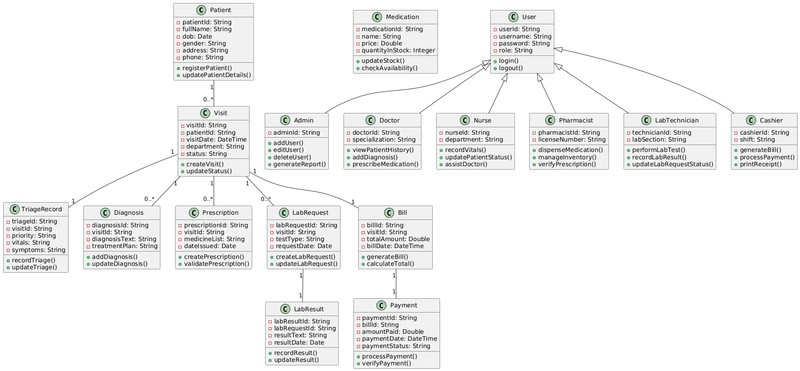 C Patient
patientId: String
fullName: String
dob: Date
gender: String
address: String
phone: String
registerPatient()
updatePatientDetails()
C Medication
medicationId: String
name: String
price: Double
quantityInStock: Integer
updateStock()
checkAvailability()
C User
userId: String
username: String
password: String
role: String
login()
logout()
1
0..*
C Visit
visitId: String
patientId: String
visitDate: DateTime
department: String
status: String
createVisit()
updateStatus()
C Admin
adminId: String
addUser()
editUser()
deleteUser()
generateReport()
C Doctor
doctorId: String
specialization: String
viewPatientHistory()
addDiagnosis()
prescribeMedication()
C Nurse
nurseId: String
department: String
recordVitals()
updatePatientStatus()
assistDoctor()
C Pharmacist
pharmacistId: String
licenseNumber: String
dispenseMedication()
manageInventory()
verifyPrescription()
C LabTechnician
technicianId: String
labSection: String
performLabTest()
recordLabResult()
updateLabRequestStatus()
C Cashier
cashierId: String
shift: String
generateBill()
processPayment()
printReceipt()
1
1
1
1
1
1
0..*
0..*
0..*
1
C TriageRecord
triageId: String
visitId: String
priority: String
vitals: String
symptoms: String
recordTriage()
updateTriage()
C Diagnosis
diagnosisId: String
visitId: String
diagnosisText: String
treatmentPlan: String
addDiagnosis()
updateDiagnosis()
C Prescription
prescriptionId: String
visitId: String
medicineList: String
dateIssued: Date
createPrescription()
validatePrescription()
C LabRequest
labRequestId: String
visitId: String
testType: String
requestDate: Date
createLabRequest()
updateLabRequest()
C Bill
billId: String
visitId: String
totalAmount: Double
billDate: DateTime
generateBill()
calculateTotal()
1
1
1
1
C LabResult
labResultId: String
labRequestId: String
resultText: String
resultDate: Date
recordResult()
updateResult()
C Payment
paymentId: String
billId: String
amountPaid: Double
paymentDate: DateTime
paymentStatus: String
processPayment()
verifyPayment()